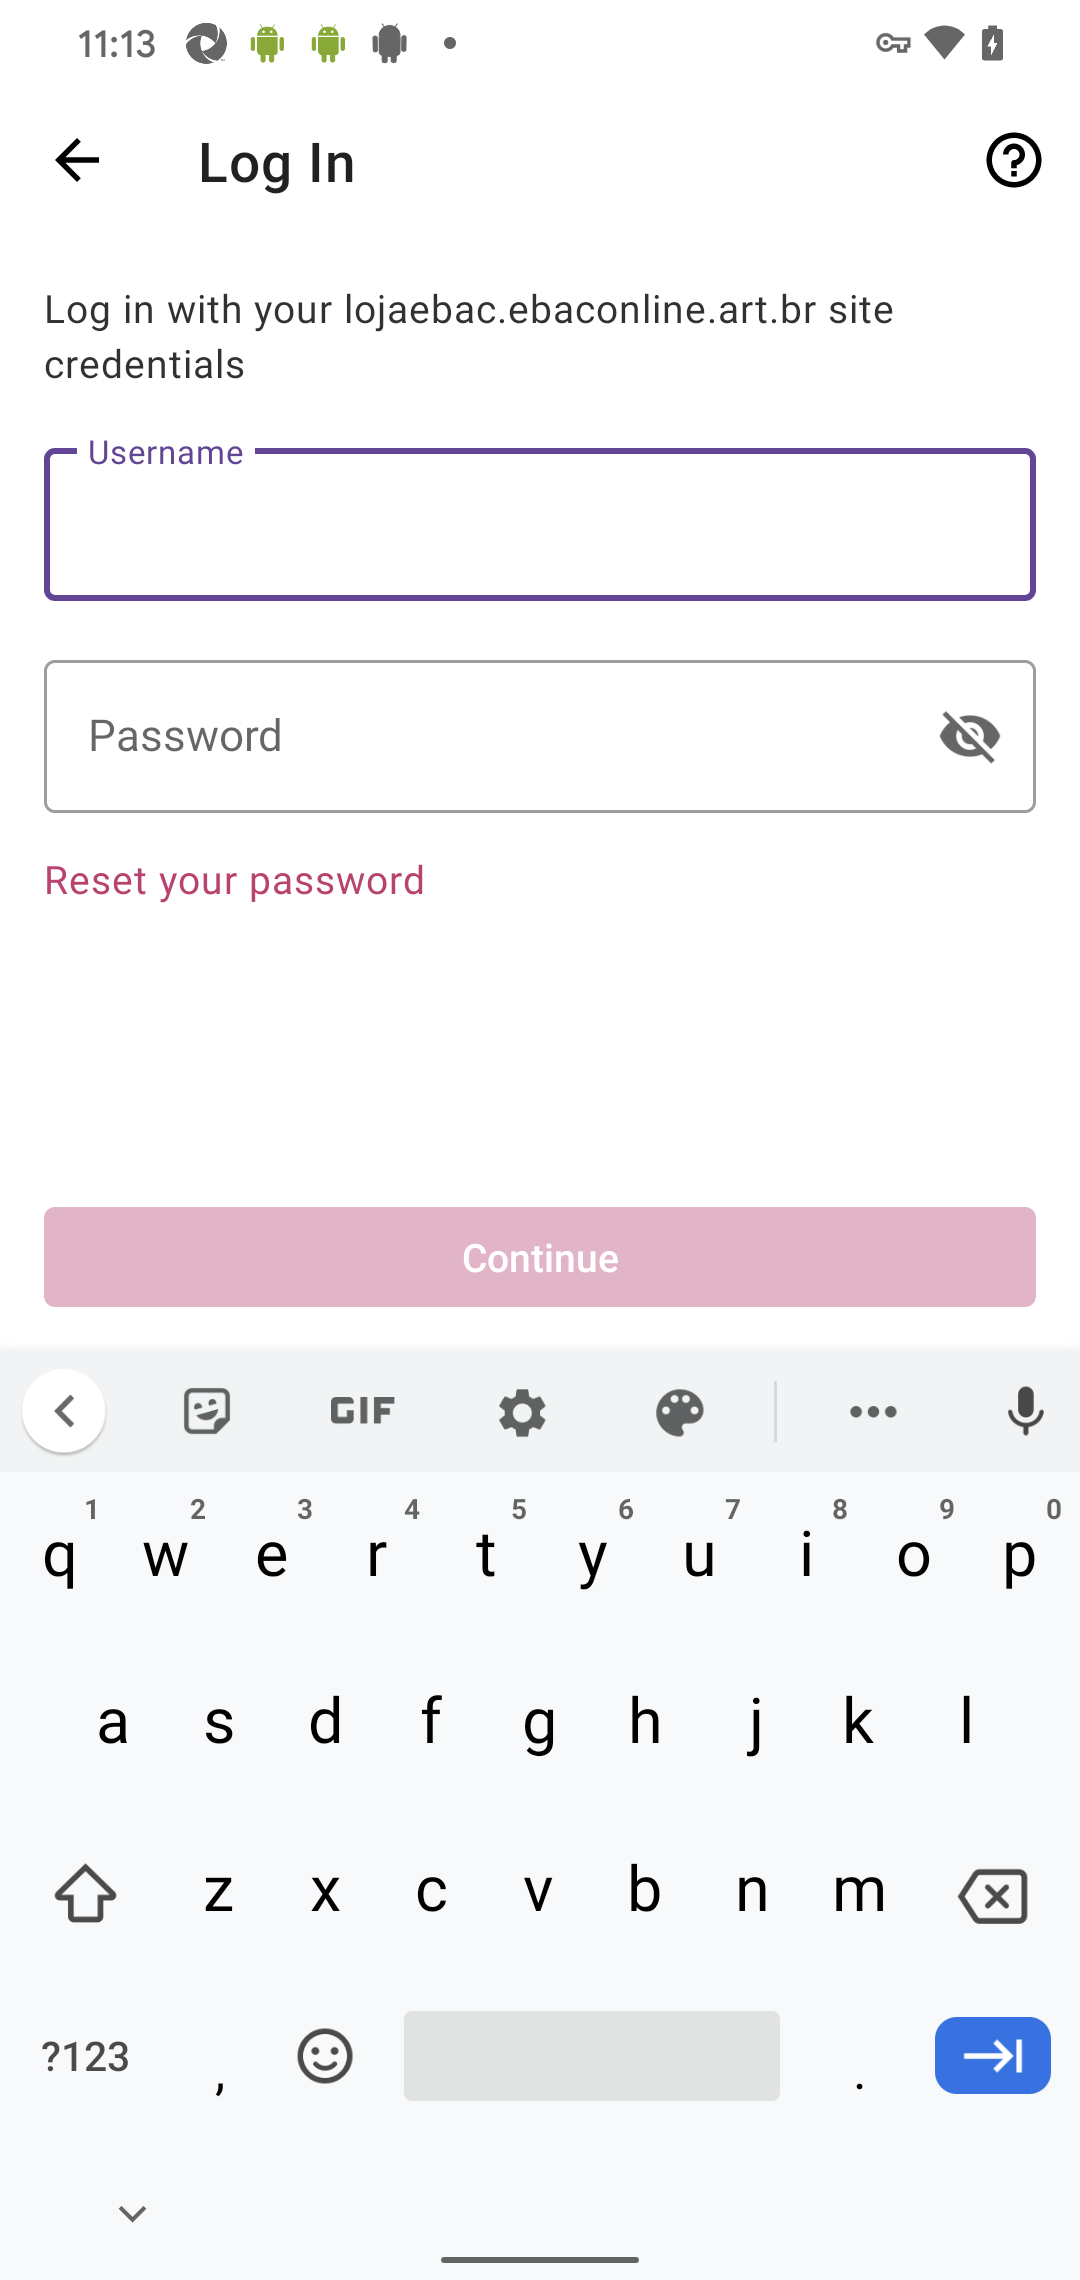 11:13
Log In
Log in with your lojaebac.ebaconline.art.br site
credentials
Username
Password
Reset your password
Continue
GIF
1 2 3 4 5 6 7 8 9 0
q w e r t y u i o p
a s d f g h j k l
z x c v b n m
?123 , .